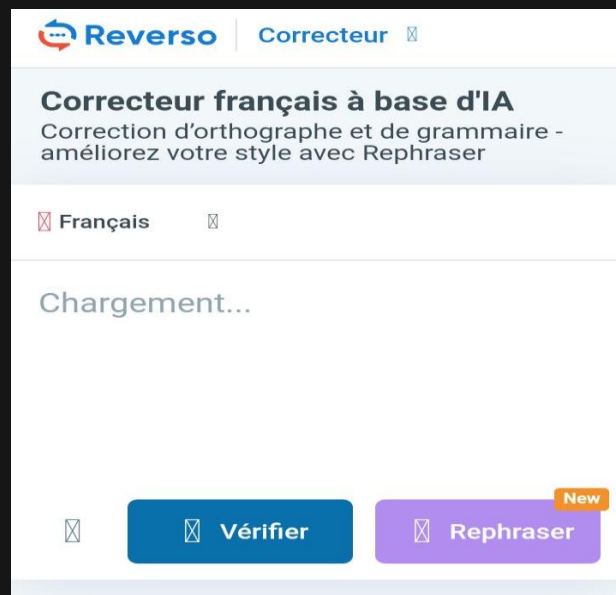 Reverso Correcteur
Correcteur français à base d'IA
Correction d’orthographe et de grammaire -
améliorez votre style avec Rephraser
Français
Chargement...
New
Vérifier Rephraser